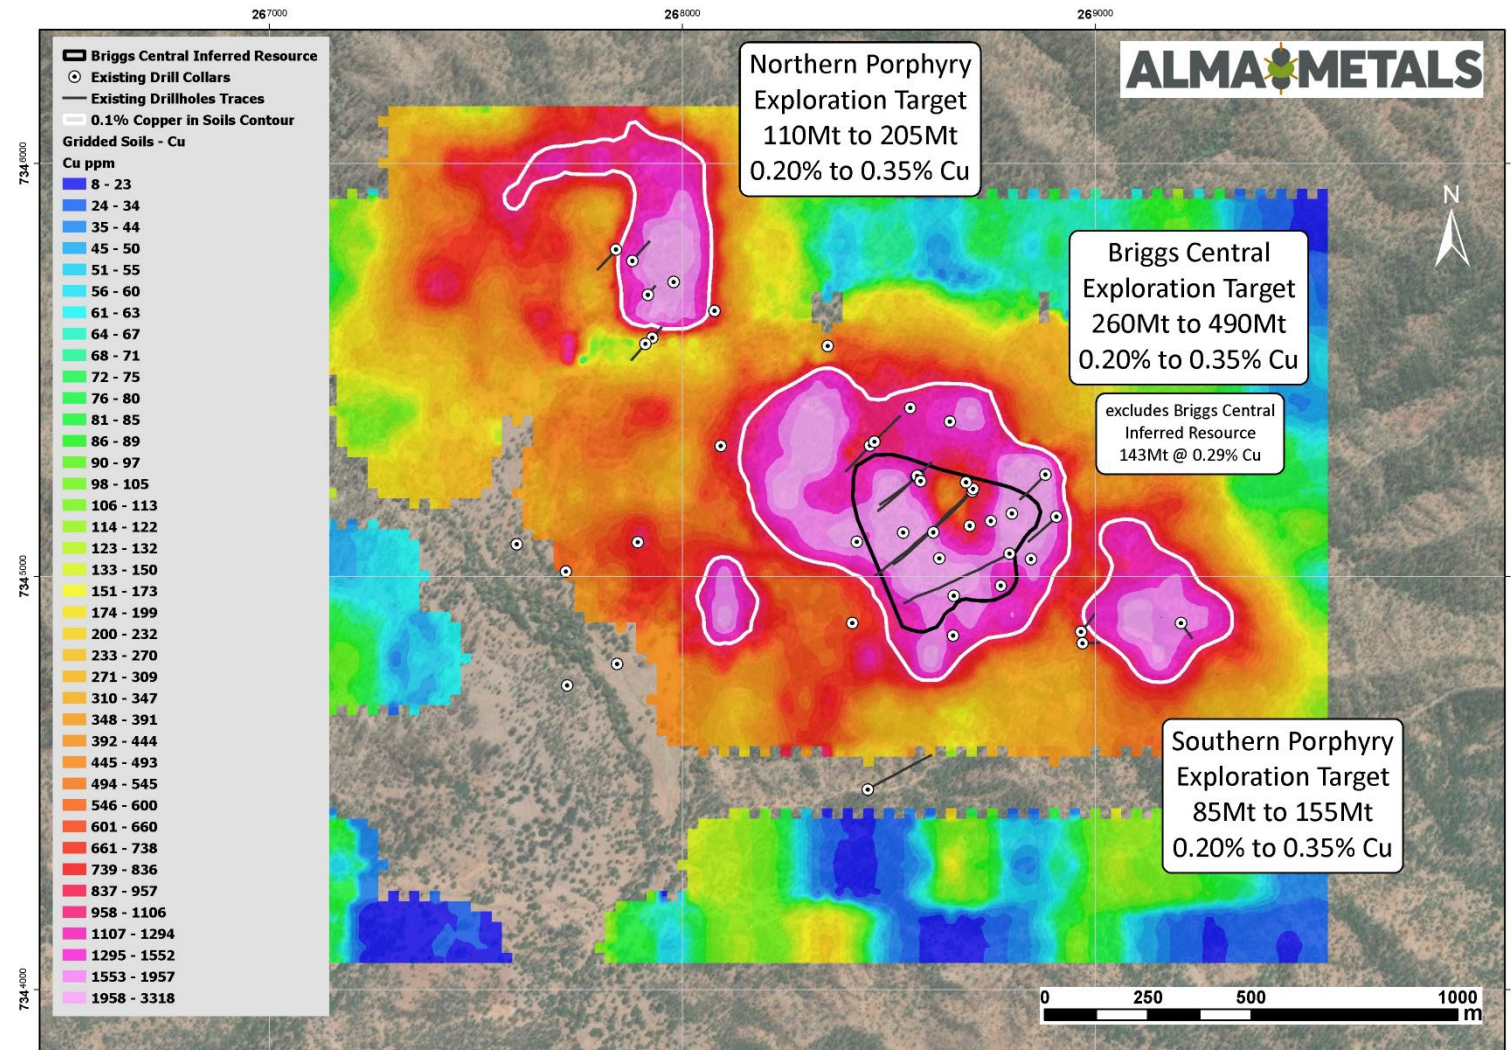 267000
268000
269000
7346000
7345000
7344000
Briggs Central Inferred Resource
Existing Drill Collars
Existing Drillholes Traces
0.1% Copper in Soils Contour
Gridded Soils - Cu
Cu ppm
8 - 23
24 - 34
35 - 44
45 - 50
51 - 55
56 - 60
61 - 63
64 - 67
68 - 71
72 - 75
76 - 80
81 - 85
86 - 89
90 - 97
98 - 105
106 - 113
114 - 122
123 - 132
133 - 150
151 - 173
174 - 199
200 - 232
233 - 270
271 - 309
310 - 347
348 - 391
392 - 444
445 - 493
494 - 545
546 - 600
601 - 660
661 - 738
739 - 836
837 - 957
958 - 1106
1107 - 1294
1295 - 1552
1553 - 1957
1958 - 3318
Northern Porphyry
Exploration Target
110Mt to 205Mt
0.20% to 0.35% Cu
ALMA METALS
N
Briggs Central
Exploration Target
260Mt to 490Mt
0.20% to 0.35% Cu
excludes Briggs Central
Inferred Resource
143Mt @ 0.29% Cu
Southern Porphyry
Exploration Target
85Mt to 155Mt
0.20% to 0.35% Cu
0 250 500 1000
m